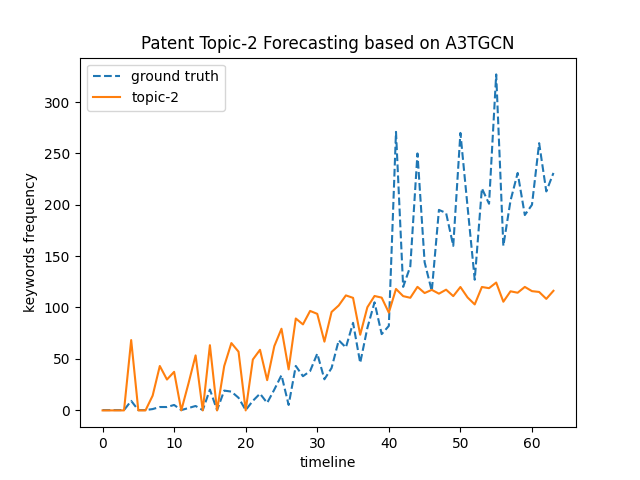 Patent Topic-2 Forecasting based on A3TGCN
ground truth
topic-2
300
250
200
150
100
50
0
keywords frequency
0 10 20 30 40 50 60
timeline